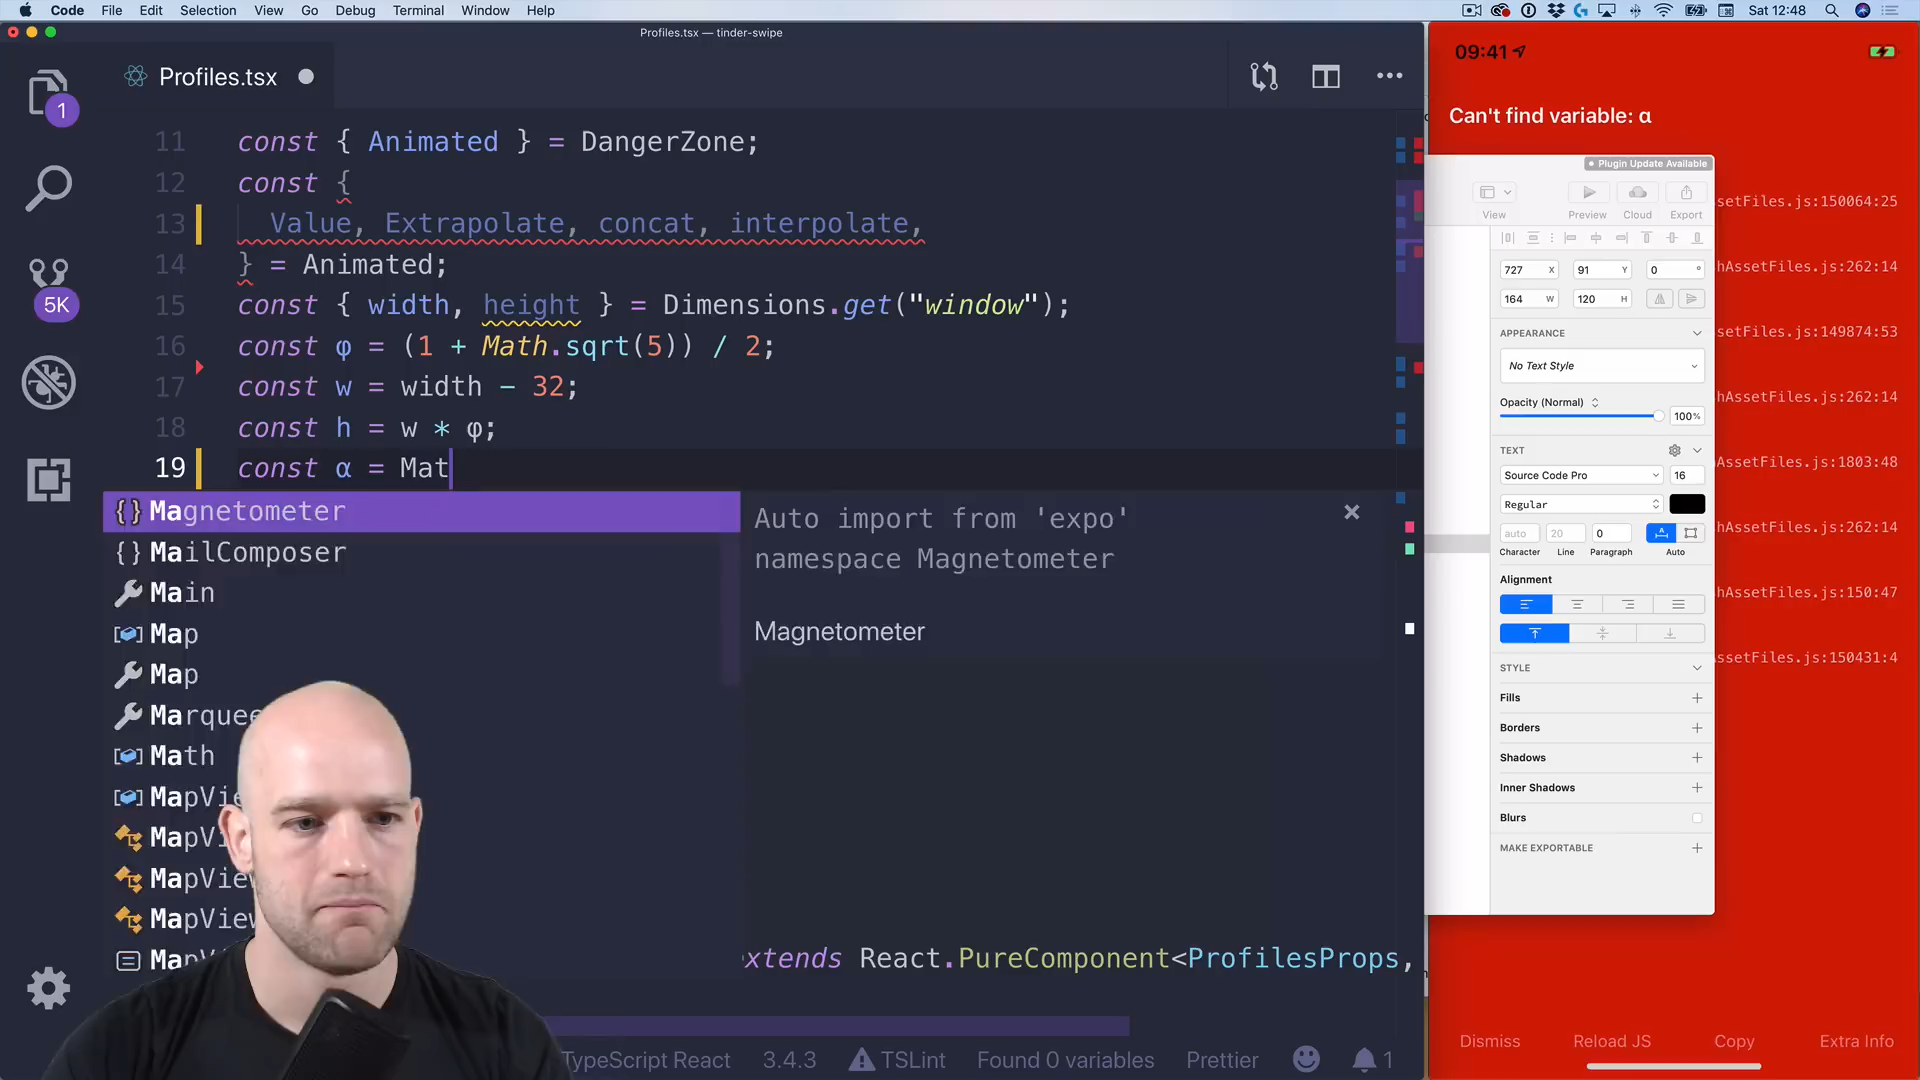 Code File Edit Selection View Go Debug Terminal Window Help
Sat 12:48
Profiles.tsx — tinder-swipe
Profiles.tsx
1
5K
11 const { Animated } = DangerZone;
12 const {
13 Value, Extrapolate, concat, interpolate,
14 } = Animated;
15 const { width, height } = Dimensions.get("window");
16 const φ = (1 + Math.sqrt(5)) / 2;
17 const w = width - 32;
18 const h = w * φ;
19 const α = Mat
Magnetometer
MailComposer
Main
Map
Map
Marquee
Math
MapVie
MapVi
MapVie
MapView
Map
Auto import from 'expo'
namespace Magnetometer
Magnetometer
xtends React.PureComponent<ProfilesProps,
TypeScript React 3.4.3 TSLint Found 0 variables Prettier 1
09:41
Can't find variable: α
Plugin Update Available
View Preview Cloud Export
727 X 91 Y 0 °
164 W 120 H
APPEARANCE
No Text Style
Opacity (Normal)
100%
TEXT
Source Code Pro 16
Regular
auto 20 0
Character Line Paragraph Auto
Alignment
STYLE
Fills
Borders
Shadows
Inner Shadows
Blurs
MAKE EXPORTABLE
setFiles.js:150064:25
hAssetFiles.js:262:14
ssetFiles.js:149874:53
hAssetFiles.js:262:14
AssetFiles.js:1803:48
hAssetFiles.js:262:14
hAssetFiles.js:150:47
ssetFiles.js:150431:4
Dismiss Reload JS Copy Extra Info